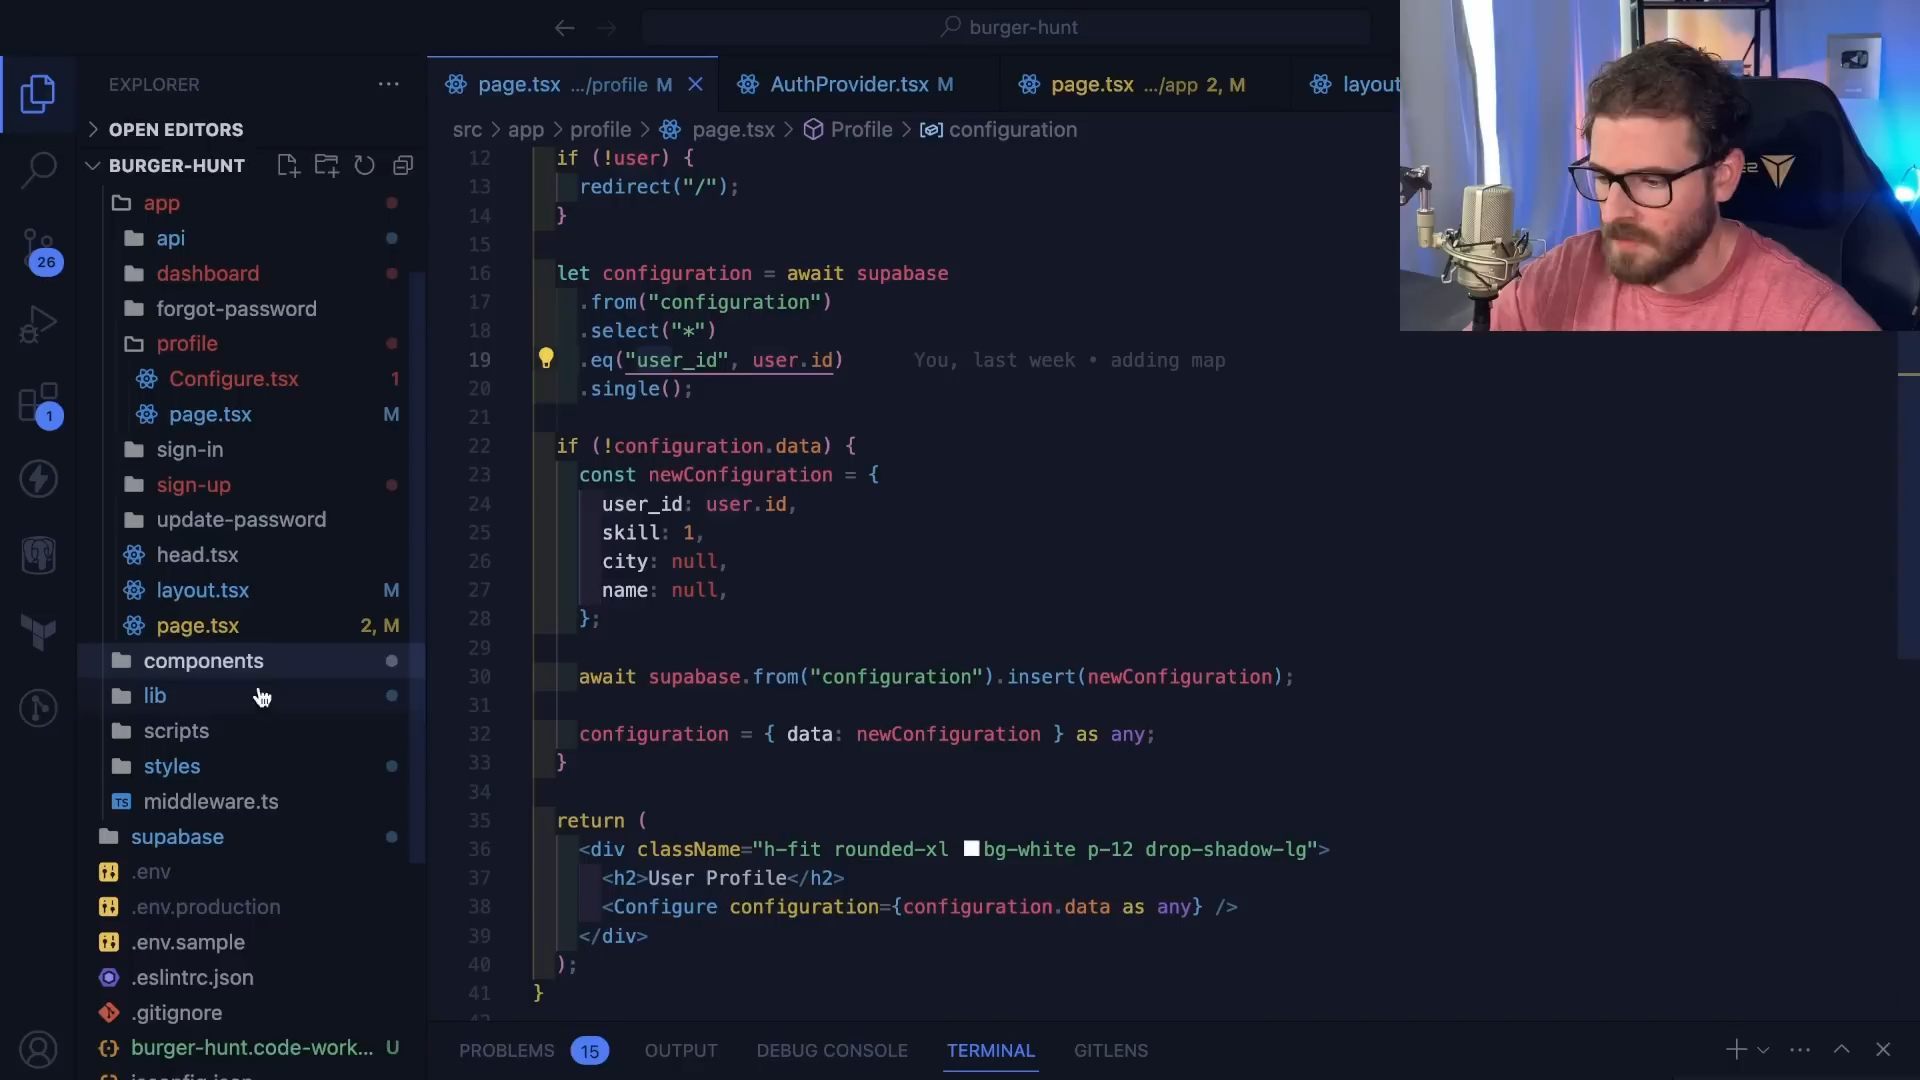 burger-hunt
EXPLORER
page.tsx .../profile M
AuthProvider.tsx M
page.tsx .../app 2, M
layout
OPEN EDITORS
src > app > profile > page.tsx > Profile > configuration
BURGER-HUNT
app
api
dashboard
forgot-password
profile
Configure.tsx 1
page.tsx M
sign-in
sign-up
update-password
head.tsx
layout.tsx M
page.tsx 2, M
components
lib
scripts
styles
middleware.ts
supabase
.env
.env.production
.env.sample
.eslintrc.json
.gitignore
burger-hunt.code-work... U
26
1
12 if (!user) {
13 redirect("/");
14 }
15
16 let configuration = await supabase
17 .from("configuration")
18 .select("*")
19 .eq("user_id", user.id) You, last week • adding map
20 .single();
21
22 if (!configuration.data) {
23 const newConfiguration = {
24 user_id: user.id,
25 skill: 1,
26 city: null,
27 name: null,
28 };
29
30 await supabase.from("configuration").insert(newConfiguration);
31
32 configuration = { data: newConfiguration } as any;
33 }
34
35 return (
36 <div className="h-fit rounded-xl bg-white p-12 drop-shadow-lg">
37 <h2>User Profile</h2>
38 <Configure configuration={configuration.data as any} />
39 </div>
40 );
41 }
PROBLEMS 15 OUTPUT DEBUG CONSOLE TERMINAL GITLENS